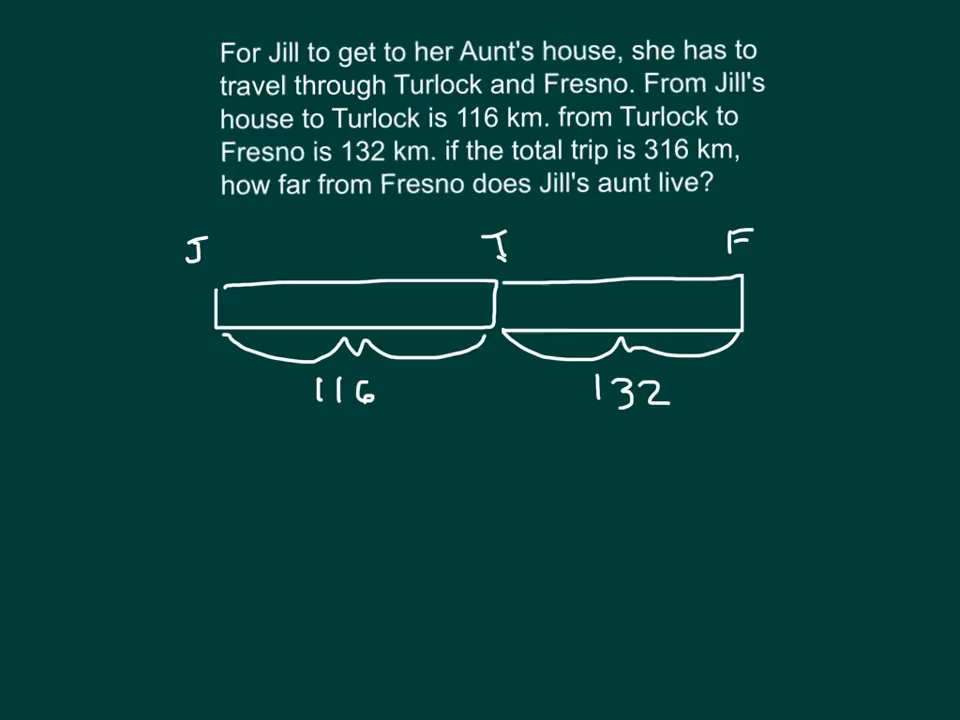 For Jill to get to her Aunt's house, she has to
travel through Turlock and Fresno. From Jill's
house to Turlock is 116 km. from Turlock to
Fresno is 132 km. if the total trip is 316 km,
how far from Fresno does Jill's aunt live?
J T F
116 132